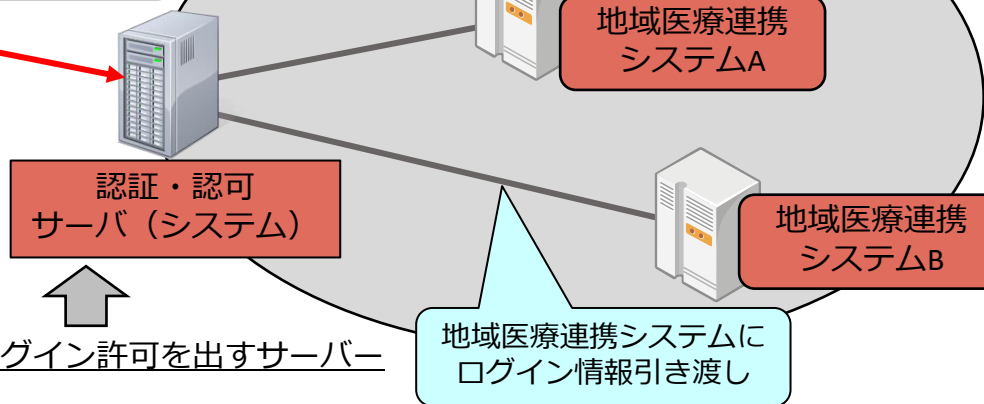 地域医療連携
システムA
認証・認可
サーバ（システム）
地域医療連携
システムB
グイン許可を出すサーバー
地域医療連携システムに
ログイン情報引き渡し